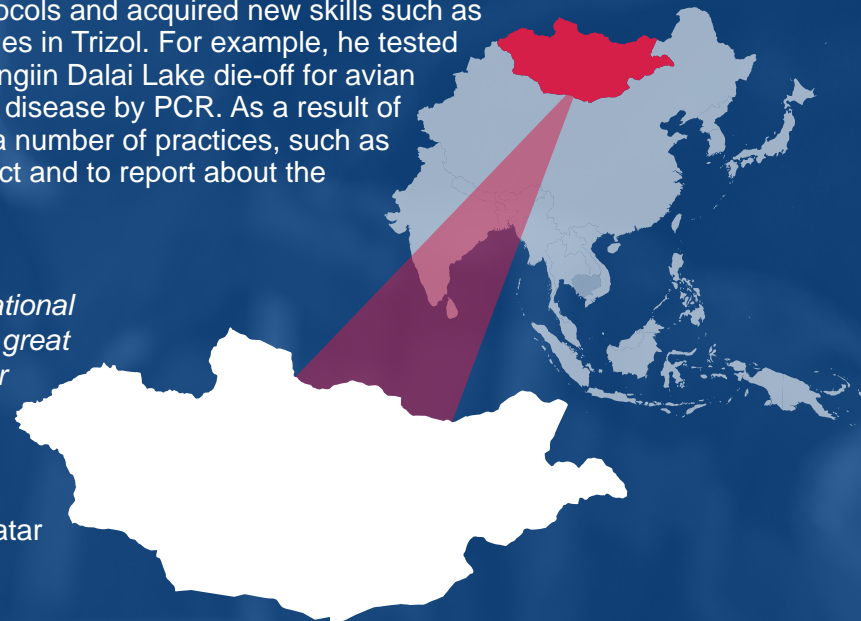 ocols and acquired new skills such as
es in Trizol. For example, he tested
ngiin Dalai Lake die-off for avian
disease by PCR. As a result of
a number of practices, such as
ct and to report about the
ational
great
r
atar